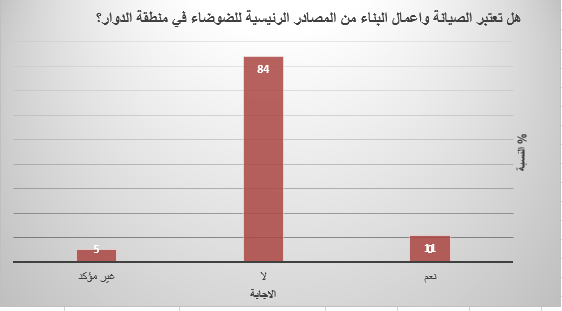 هل تعتبر الصيانة واعمال البناء من المصادر الرئيسية للضوضاء في منطقة الدوار؟
84
5
11
% النسبة
غير مؤكد
لا
نعم
الاجابة